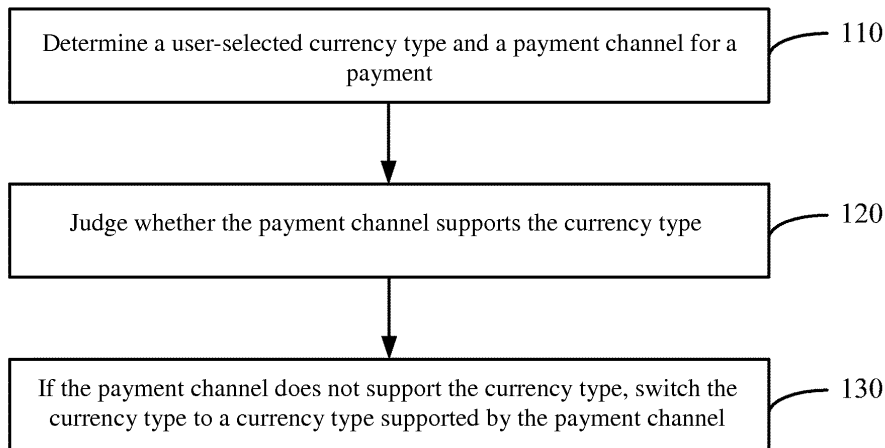 Determine a user-selected currency type and a payment channel for a
payment
110
Judge whether the payment channel supports the currency type
120
If the payment channel does not support the currency type, switch the
currency type to a currency type supported by the payment channel
130